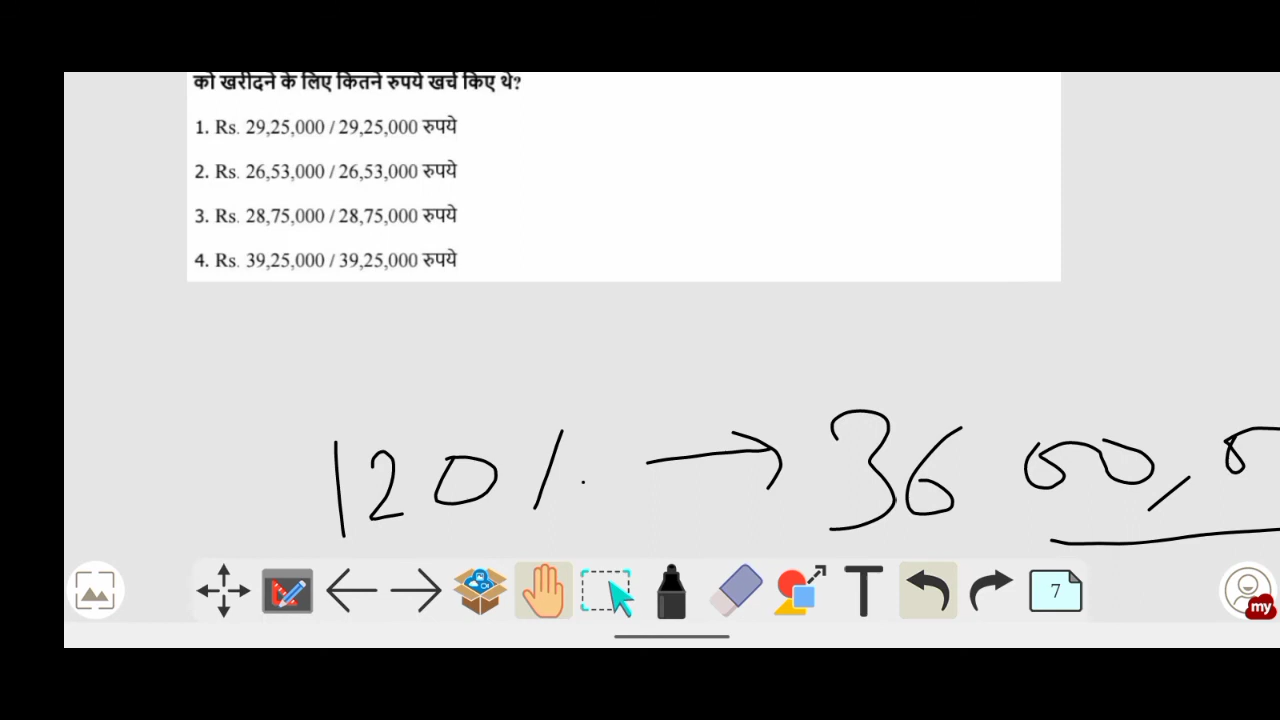 को खरीदने के लिए कितने रुपये खर्च किए थे?
1. Rs. 29,25,000 / 29,25,000 रुपये
2. Rs. 26,53,000 / 26,53,000 रुपये
3. Rs. 28,75,000 / 28,75,000 रुपये
4. Rs. 39,25,000 / 39,25,000 रुपये
120 %. → 36 00,0
T
7
my